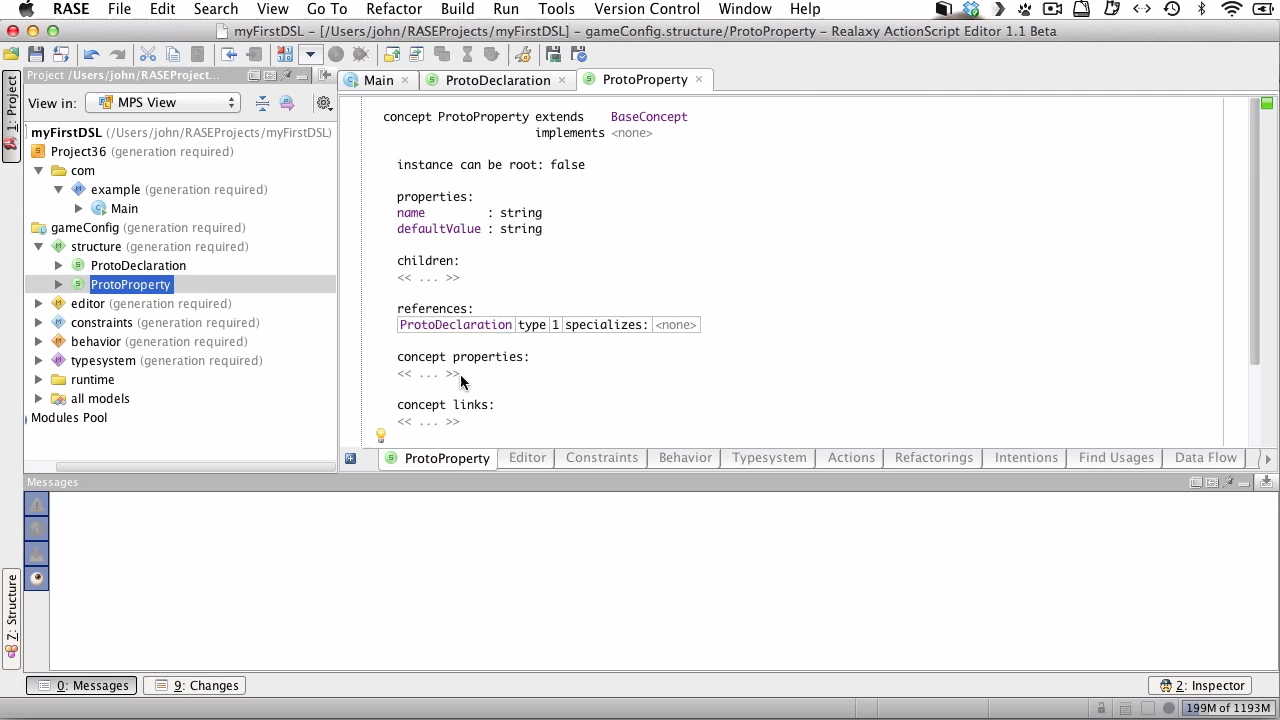 RASE File Edit Search View Go To Refactor Build Run Tools Version Control Window Help
myFirstDSL - [/Users/john/RASEProjects/myFirstDSL] - gameConfig.structure/ProtoProperty - Realaxy ActionScript Editor 1.1 Beta
Project /Users/john/RASEProject...
Main ProtoDeclaration ProtoProperty
View in: MPS View
1: Project
myFirstDSL (/Users/john/RASEProjects/myFirstDSL)
Project36 (generation required)
com
example (generation required)
Main
gameConfig (generation required)
structure (generation required)
ProtoDeclaration
ProtoProperty
editor (generation required)
constraints (generation required)
behavior (generation required)
typesystem (generation required)
runtime
all models
Modules Pool
concept ProtoProperty extends BaseConcept
implements <none>
instance can be root: false
properties:
name : string
defaultValue : string
children:
<< ... >>
references:
ProtoDeclaration type 1 specializes: <none>
concept properties:
<< ... >>
concept links:
<< ... >>
ProtoProperty Editor Constraints Behavior Typesystem Actions Refactorings Intentions Find Usages Data Flow
Messages
Z: Structure
0: Messages 9: Changes 2: Inspector
199M of 1193M